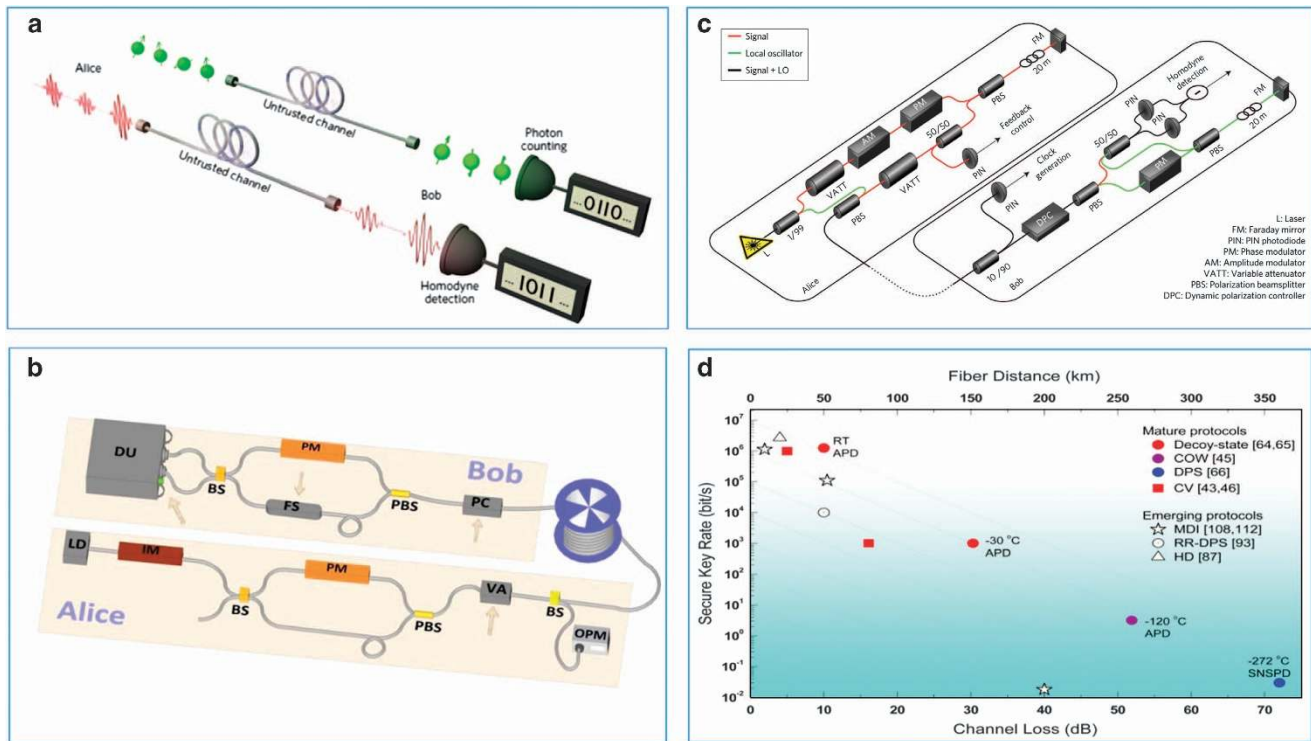 a
Alice
Untrusted channel
Untrusted channel
Photon
counting
...0110...
Bob
Homodyne
detection
...1011...
b
DU
BS
PM
FS
PBS
PC
Bob
LD
IM
BS
PM
PBS
VA
BS
OPM
Alice
c
Signal
Local oscillator
Signal + LO
FM
20 m
PBS
PM
AM
VATT
50/50
Feedback
control
PIN
VATT
PBS
1/99
L
Alice
Homodyne
detection
PIN
PIN
FM
20 m
50/50
PBS
PM
Clock
generation
PIN
PBS
DPC
10/90
Bob
L: Laser
FM: Faraday mirror
PIN: PIN photodiode
PM: Phase modulator
AM: Amplitude modulator
VATT: Variable attenuator
PBS: Polarization beamsplitter
DPC: Dynamic polarization controller
d
Fiber Distance (km)
0 50 100 150 200 250 300 350
Secure Key Rate (bit/s)
10⁷
10⁶
10⁵
10⁴
10³
10²
10¹
10⁰
10⁻¹
10⁻²
RT
APD
-30 °C
APD
-120 °C
APD
-272 °C
SNSPD
Mature protocols
Decoy-state [64,65]
COW [45]
DPS [66]
CV [43,46]
Emerging protocols
MDI [108,112]
RR-DPS [93]
HD [87]
0 10 20 30 40 50 60 70
Channel Loss (dB)